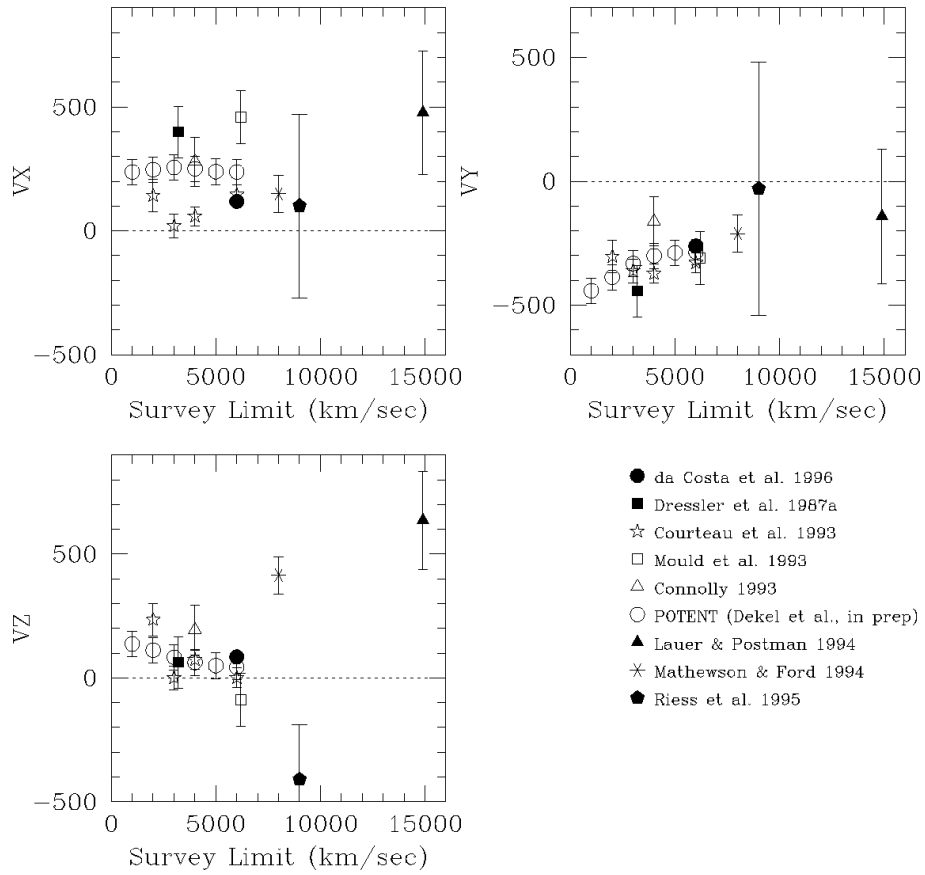 VX
500
0
−500
0
5000
10000
15000
Survey Limit (km/sec)
VY
500
0
−500
0
5000
10000
15000
Survey Limit (km/sec)
VZ
500
0
−500
0
5000
10000
15000
Survey Limit (km/sec)
da Costa et al. 1996
Dressler et al. 1987a
Courteau et al. 1993
Mould et al. 1993
Connolly 1993
POTENT (Dekel et al., in prep)
Lauer & Postman 1994
Mathewson & Ford 1994
Riess et al. 1995